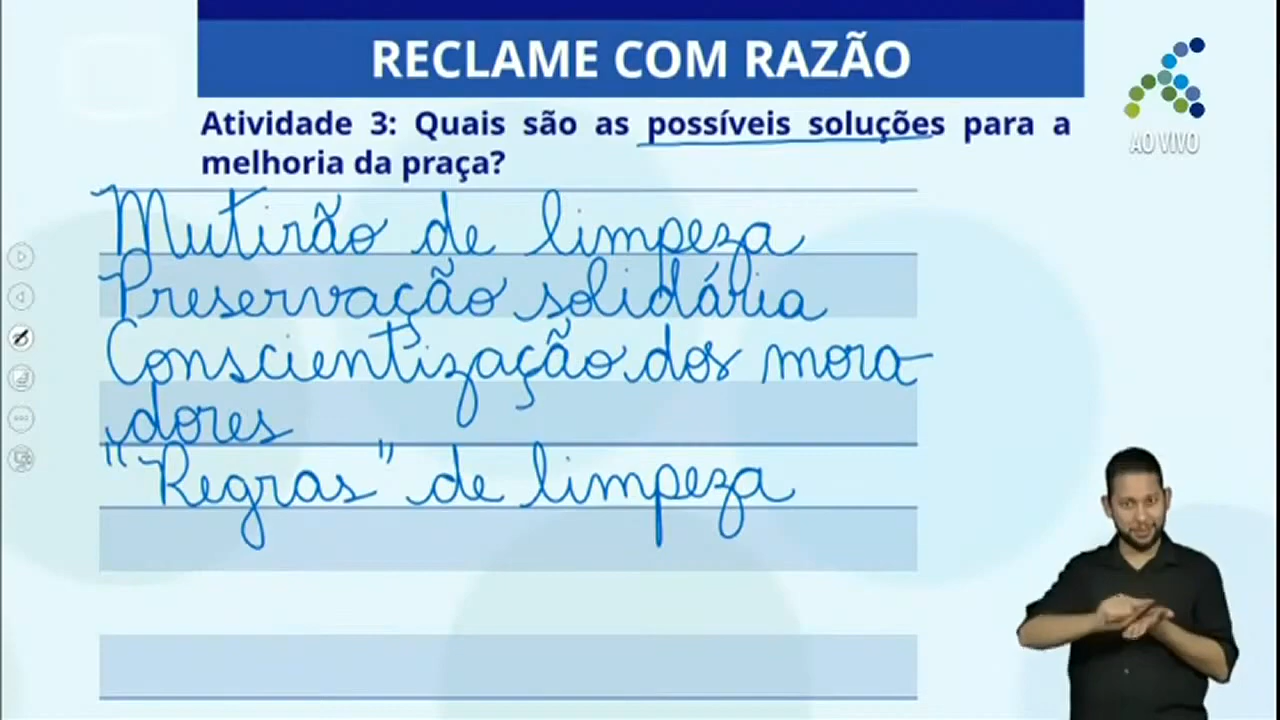 RECLAME COM RAZÃO
AO VIVO
Atividade 3: Quais são as possíveis soluções para a
melhoria da praça?
Mutirão de limpeza
Preservação solidária
Conscientização dos mora-
dores
"Regras" de limpeza